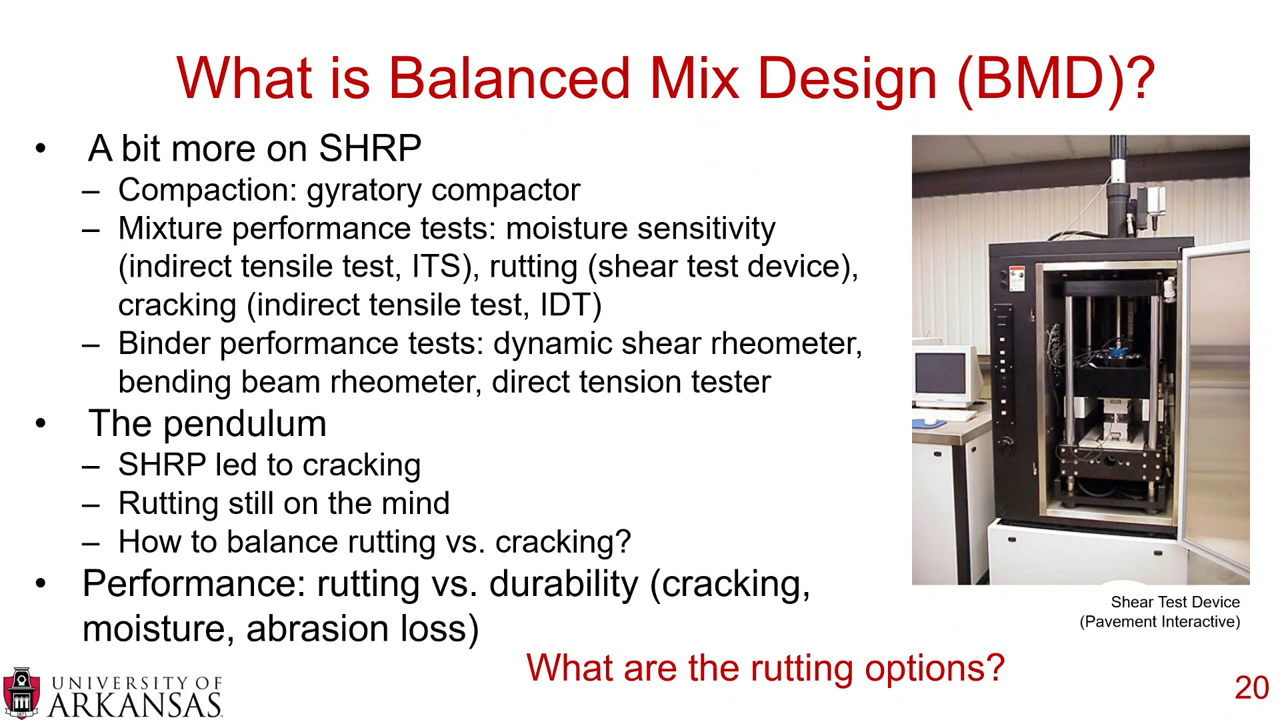 What is Balanced Mix Design (BMD)?
• A bit more on SHRP
– Compaction: gyratory compactor
– Mixture performance tests: moisture sensitivity
(indirect tensile test, ITS), rutting (shear test device),
cracking (indirect tensile test, IDT)
– Binder performance tests: dynamic shear rheometer,
bending beam rheometer, direct tension tester
• The pendulum
– SHRP led to cracking
– Rutting still on the mind
– How to balance rutting vs. cracking?
• Performance: rutting vs. durability (cracking,
moisture, abrasion loss)
Shear Test Device
(Pavement Interactive)
What are the rutting options?
UNIVERSITY OF
ARKANSAS
20